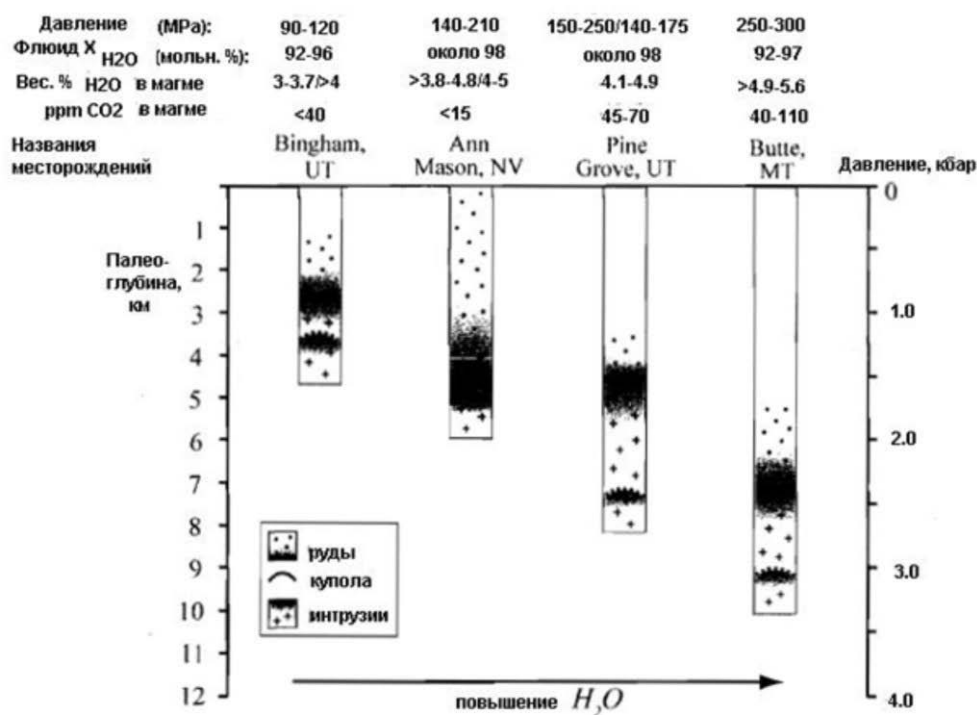 Давление (MPa): 90-120 140-210 150-250/140-175 250-300
Флюид X H2O (мольн. %): 92-96 около 98 около 98 92-97
Вес. % H2O в магме 3-3.7/>4 >3.8-4.8/4-5 4.1-4.9 >4.9-5.6
ppm CO2 в магме <40 <15 45-70 40-110
Названия месторождений
Bingham, UT
Ann Mason, NV
Pine Grove, UT
Butte, MT
Давление, кбар
Палео-
глубина,
км
1
2
3
4
5
6
7
8
9
10
11
12
0
1.0
2.0
3.0
4.0
руды
купола
интрузии
повышение H2O